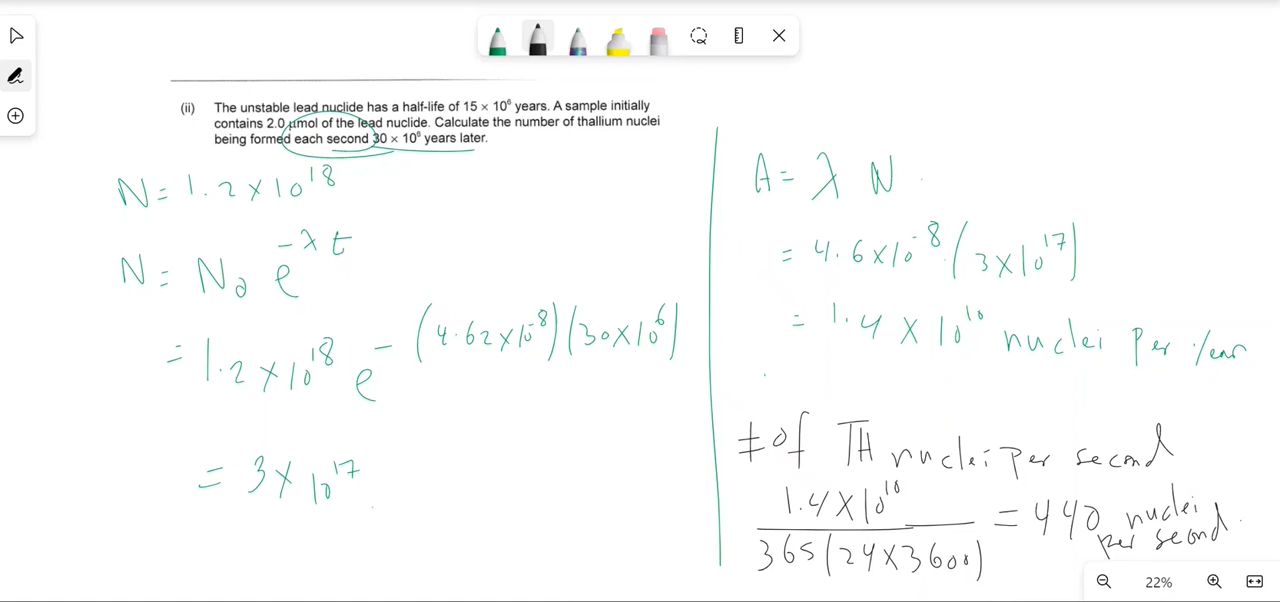 (ii) The unstable lead nuclide has a half-life of 15 × 10⁶ years. A sample initially
contains 2.0 μmol of the lead nuclide. Calculate the number of thallium nuclei
being formed each second 30 × 10⁶ years later.
N = 1.2 × 10¹⁸
N = N₀ e^(-λt)
= 1.2 × 10¹⁸ e^(-(4.62×10⁻⁸)(30×10⁶))
= 3 × 10¹⁷
A = λ N
= 4.6 × 10⁻⁸ (3 × 10¹⁷)
= 1.4 × 10¹⁰ nuclei per year
# of TH nuclei per second
1.4 × 10¹⁰
365 (24 × 3600)
= 440 nuclei
per second.
22%